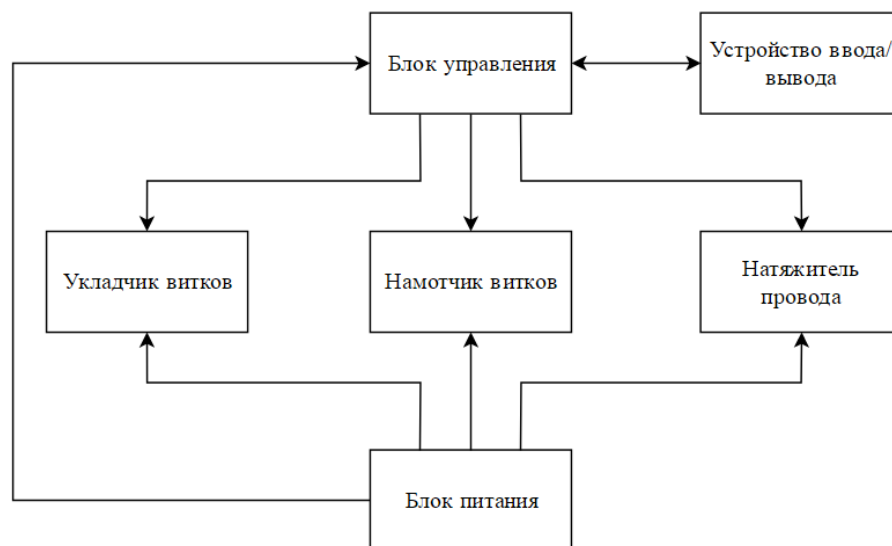 Блок управления
Устройство ввода/
вывода
Укладчик витков
Намотчик витков
Натяжитель
провода
Блок питания